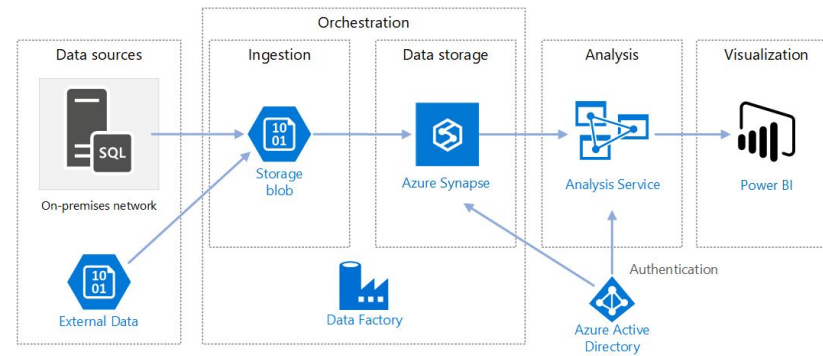 Orchestration
Data sources
Ingestion
Data storage
Analysis
Visualization
SQL
On-premises network
10
01
Storage
blob
Azure Synapse
Analysis Service
Power BI
10
01
External Data
Data Factory
Authentication
Azure Active
Directory